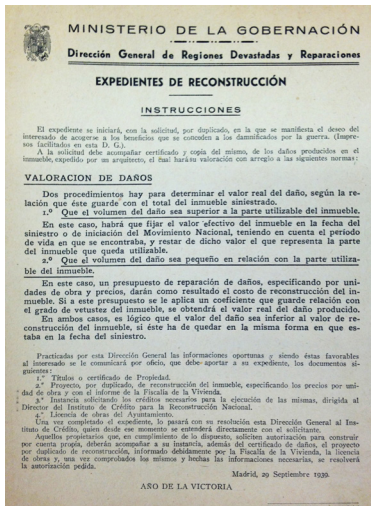 MINISTERIO DE LA GOBERNACIÓN
Dirección General de Regiones Devastadas y Reparaciones
EXPEDIENTES DE RECONSTRUCCIÓN
INSTRUCCIONES
El expediente se iniciará, con la solicitud, por duplicado, en la que se manifiesta el deseo del
interesado de acogerse a los beneficios que se conceden a los damnificados por la guerra. (Impre-
sos facilitados en esta D. G.).
A la solicitud debe acompañar certificado y copia del mismo, de los daños producidos en el
inmueble, expedido por un arquitecto, el cual hará su valoración con arreglo a las siguientes normas:
VALORACION DE DAÑOS
Dos procedimientos hay para determinar el valor real del daño, según la re-
lación que éste guarde con el total del inmueble siniestrado.
1.º Que el volumen del daño sea superior a la parte utilizable del inmueble.
En este caso, habrá que fijar el valor efectivo del inmueble en la fecha del
siniestro o de iniciación del Movimiento Nacional, teniendo en cuenta el periodo
de vida en que se encontraba, y restar de dicho valor el que representa la parte
del inmueble que queda utilizable.
2.º Que el volumen del daño sea pequeño en relación con la parte utiliza-
ble del inmueble.
En este caso, un presupuesto de reparación de daños, especificando por uni-
dades de obra y precios, darán como resultado el costo de reconstrucción del in-
mueble. Si a este presupuesto se le aplica un coeficiente que guarde relación con
el grado de vetustez del inmueble, se obtendrá el valor real del daño producido.
En ambos casos, es lógico que el valor del daño sea inferior al valor de re-
construcción del inmueble, si éste ha de quedar en la misma forma en que es-
taba en la fecha del siniestro.
Practicadas por esta Dirección General las informaciones oportunas y siendo éstas favorables
al interesado se le comunicará por oficio, que debe aportar a su expediente, los documentos si-
guientes:
1.º Títulos o certificado de Propiedad.
2.º Proyecto, por duplicado, de reconstrucción del inmueble, especificando los precios por uni-
dad de obra y con el informe de la Fiscalía de la Vivienda.
3.º Instancia solicitando los créditos necesarios para la ejecución de las mismas, dirigida al
Director del Instituto de Crédito para la Reconstrucción Nacional.
4.º Licencia de obras del Ayuntamiento.
Una vez completado el expediente, lo pasará con su resolución esta Dirección General al Ins-
tituto de Crédito, quien desde ese momento se entenderá directamente con el solicitante.
Aquellos propietarios que, en cumplimiento de lo dispuesto, soliciten autorización para construir
por cuenta propia, deberán acompañar a su instancia, además del certificado de daños, el proyecto
por duplicado de reconstrucción, informado debidamente por la Fiscalía de la Vivienda, la licencia
de obras y, una vez comprobados los mismos y hechas las informaciones necesarias, se resolverá
la autorización pedida.
Madrid, 29 Septiembre 1939.
AÑO DE LA VICTORIA